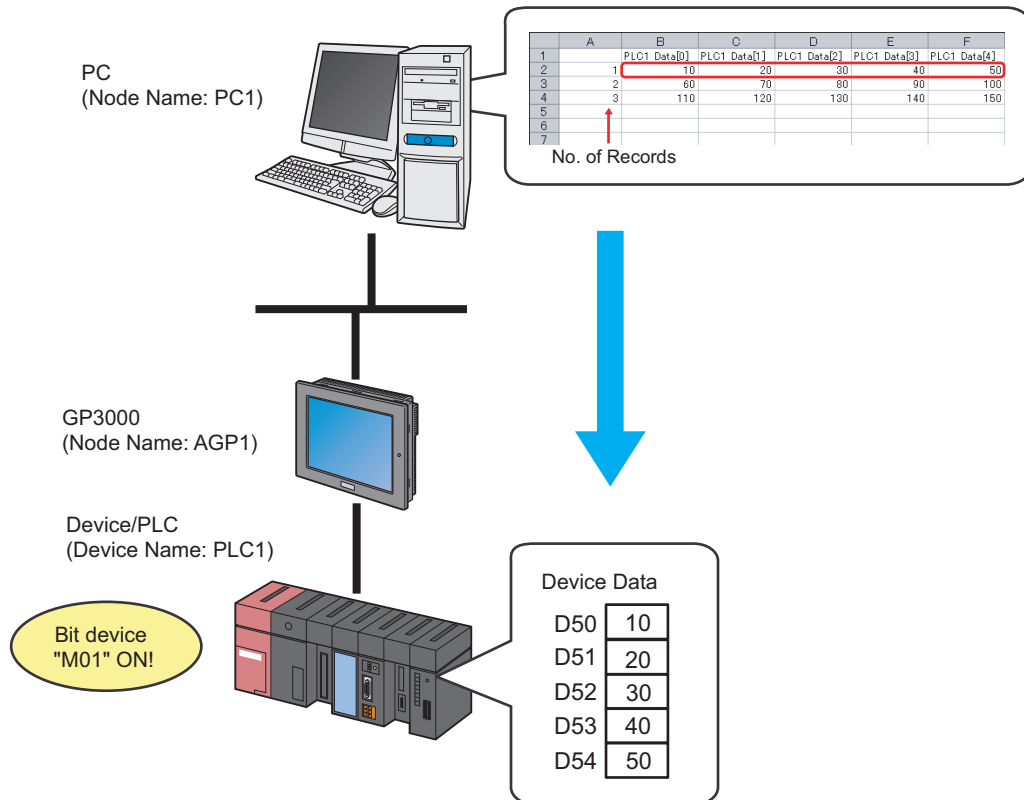 PC
(Node Name: PC1)
A B C D E F
1 PLC1 Data[0] PLC1 Data[1] PLC1 Data[2] PLC1 Data[3] PLC1 Data[4]
2 1 10 20 30 40 50
3 2 60 70 80 90 100
4 3 110 120 130 140 150
5
6
7
No. of Records
GP3000
(Node Name: AGP1)
Device/PLC
(Device Name: PLC1)
Bit device
"M01" ON!
Device Data
D50 10
D51 20
D52 30
D53 40
D54 50